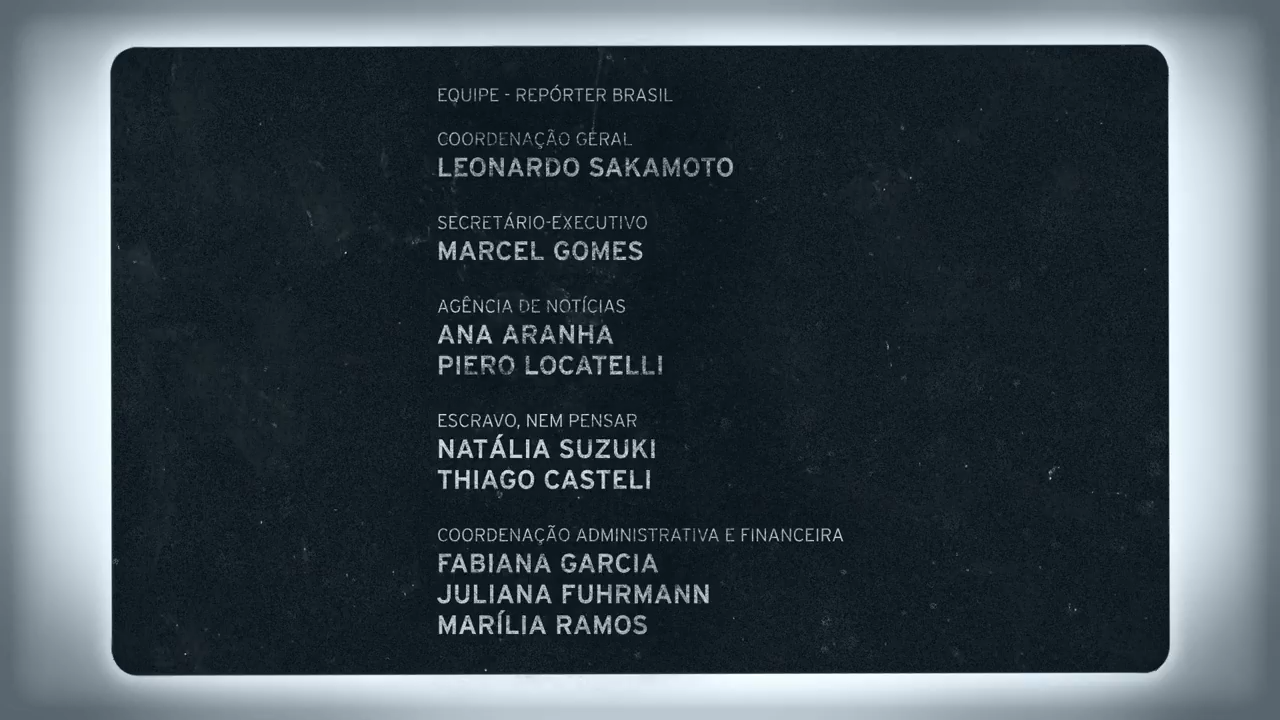 EQUIPE - REPÓRTER BRASIL
COORDENAÇÃO GERAL
LEONARDO SAKAMOTO
SECRETÁRIO-EXECUTIVO
MARCEL GOMES
AGÊNCIA DE NOTÍCIAS
ANA ARANHA
PIERO LOCATELLI
ESCRAVO, NEM PENSAR
NATÁLIA SUZUKI
THIAGO CASTELI
COORDENAÇÃO ADMINISTRATIVA E FINANCEIRA
FABIANA GARCIA
JULIANA FUHRMANN
MARÍLIA RAMOS